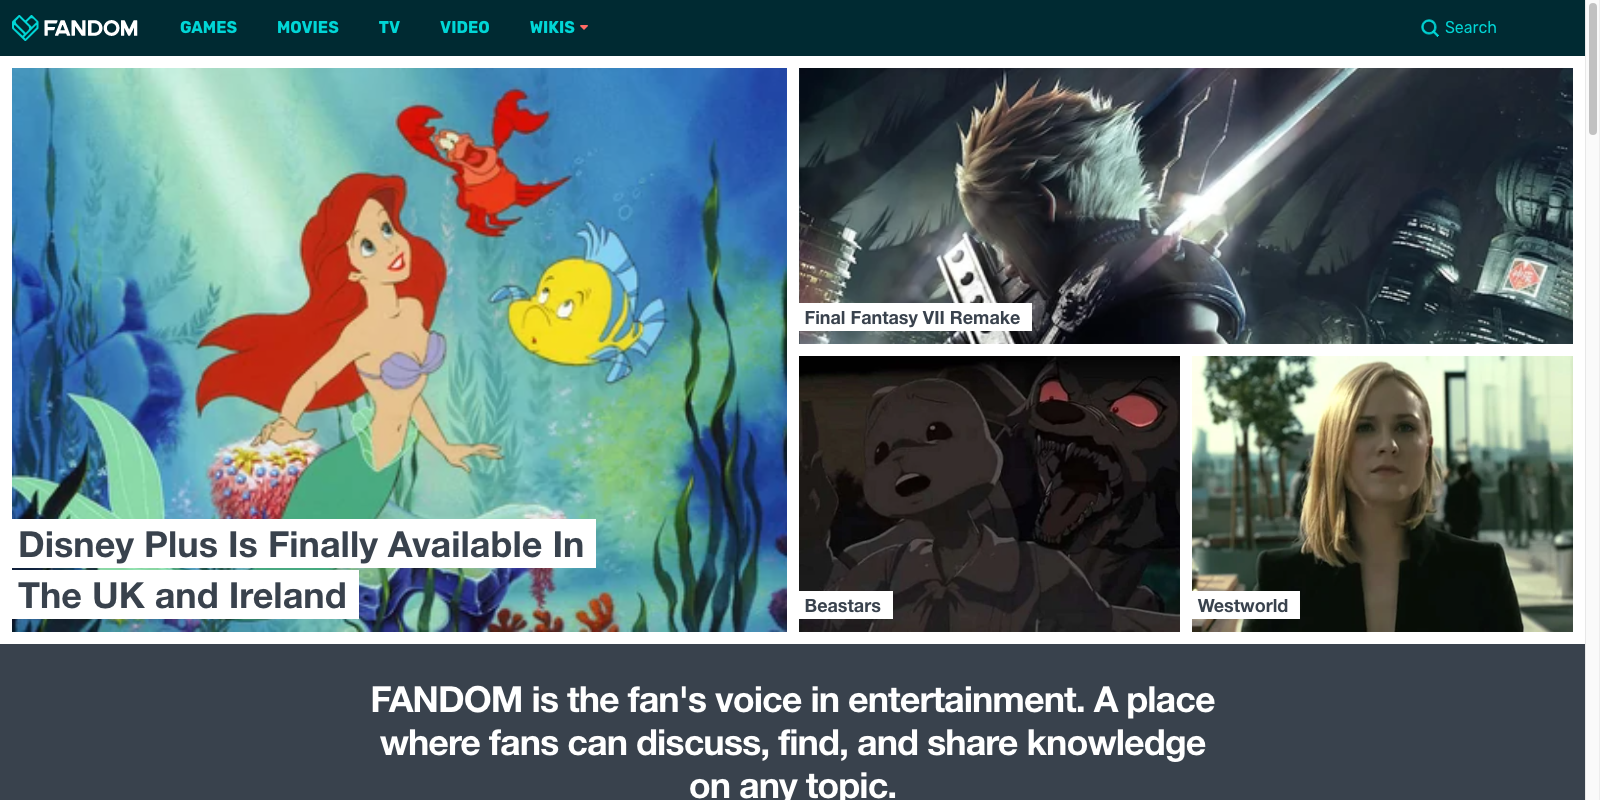 FANDOM
GAMES
MOVIES
TV
VIDEO
WIKIS
Search
Disney Plus Is Finally Available In
The UK and Ireland
Final Fantasy VII Remake
Beastars
Westworld
FANDOM is the fan's voice in entertainment. A place
where fans can discuss, find, and share knowledge
on any topic.